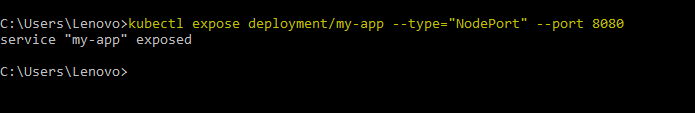 C:\Users\Lenovo>kubectl expose deployment/my-app --type="NodePort" --port 8080
service "my-app" exposed
C:\Users\Lenovo>